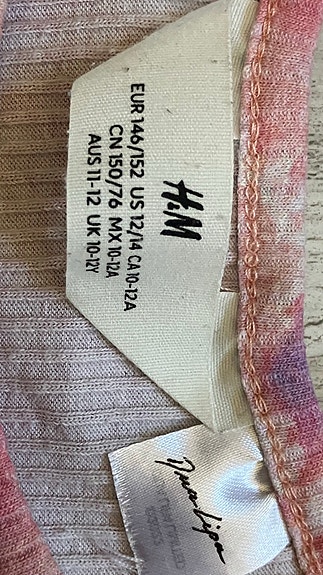 H&M
EUR 146/152 US 12/14 CA 10-12A
CN 150/76 MX 10-12A
AUS 11-12 UK 10-12Y
Dua Lipa